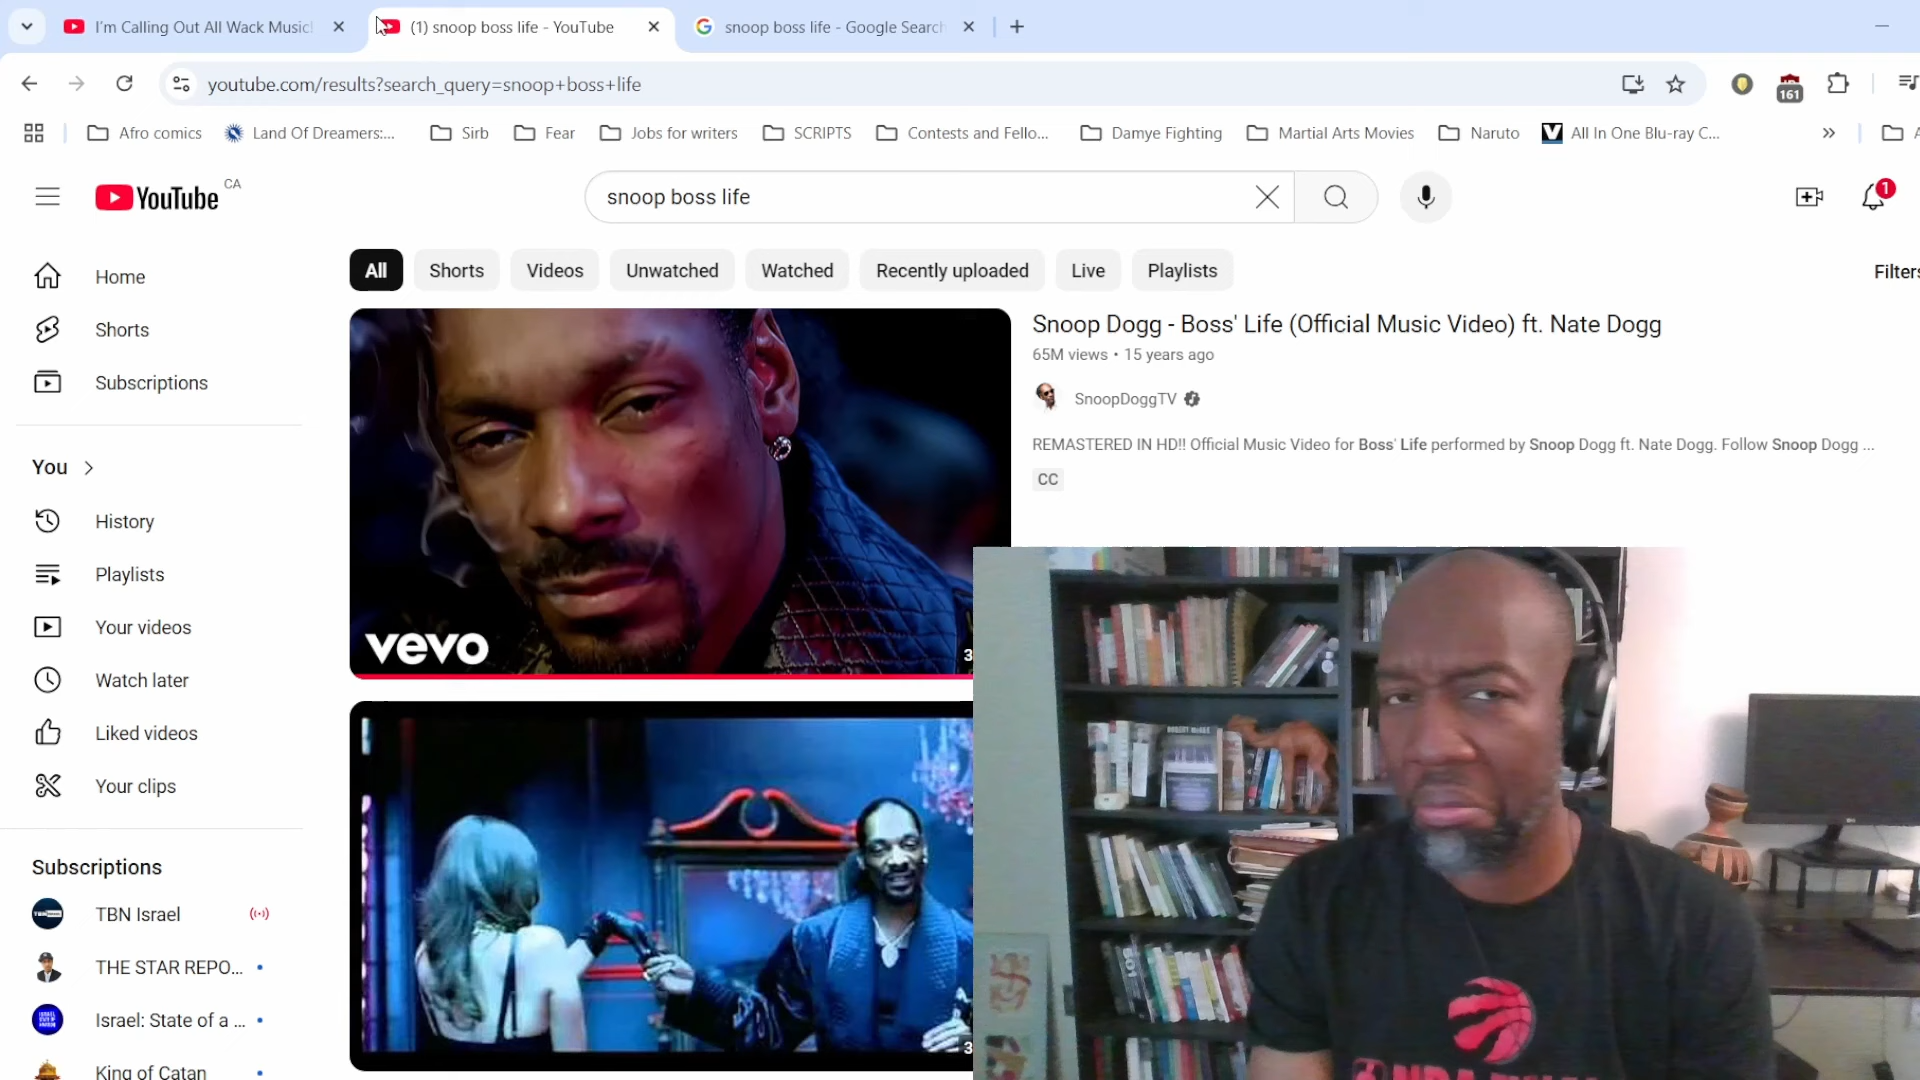 I'm Calling Out All Wack Music!
(1) snoop boss life - YouTube
snoop boss life - Google Search
youtube.com/results?search_query=snoop+boss+life
161
Afro comics
Land Of Dreamers:...
Sirb
Fear
Jobs for writers
SCRIPTS
Contests and Fello...
Damye Fighting
Martial Arts Movies
Naruto
All In One Blu-ray C...
YouTube CA
snoop boss life
1
Home
Shorts
Subscriptions
You
History
Playlists
Your videos
Watch later
Liked videos
Your clips
Subscriptions
TBN Israel
THE STAR REPO...
Israel: State of a ...
King of Catan
All
Shorts
Videos
Unwatched
Watched
Recently uploaded
Live
Playlists
Filters
vevo
3
Snoop Dogg - Boss' Life (Official Music Video) ft. Nate Dogg
65M views • 15 years ago
SnoopDoggTV
REMASTERED IN HD!! Official Music Video for Boss' Life performed by Snoop Dogg ft. Nate Dogg. Follow Snoop Dogg ...
CC
3
ROBERT MCKEE